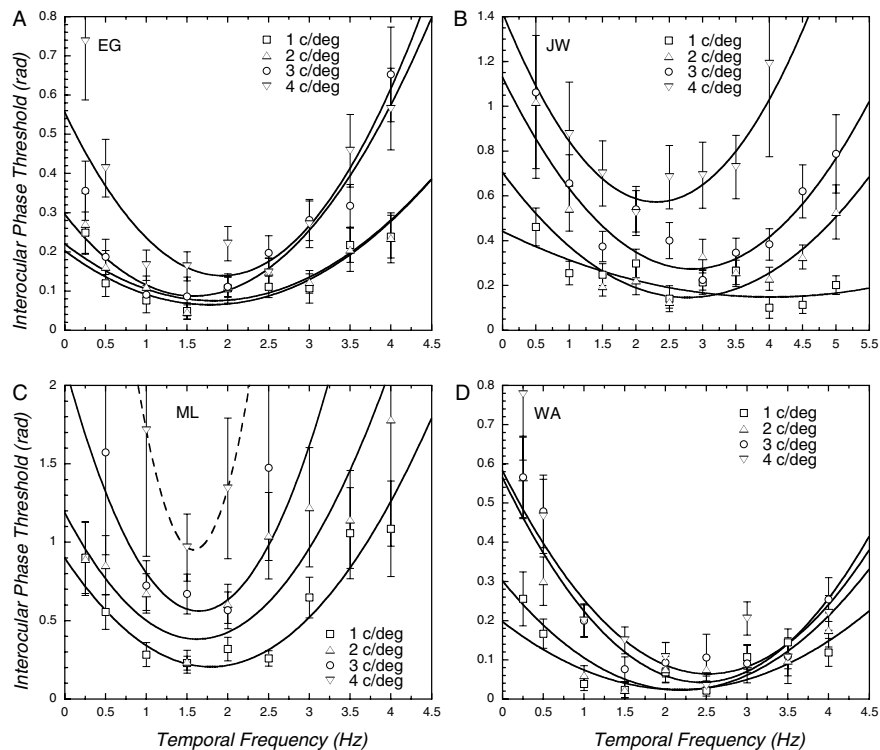 A
EG
1 c/deg
2 c/deg
3 c/deg
4 c/deg
Interocular Phase Threshold (rad)
0.8
0.7
0.6
0.5
0.4
0.3
0.2
0.1
0
0 0.5 1 1.5 2 2.5 3 3.5 4 4.5
B
JW
1 c/deg
2 c/deg
3 c/deg
4 c/deg
1.4
1.2
1
0.8
0.6
0.4
0.2
0
0 0.5 1 1.5 2 2.5 3 3.5 4 4.5 5 5.5
C
ML
1 c/deg
2 c/deg
3 c/deg
4 c/deg
Interocular Phase Threshold (rad)
2
1.5
1
0.5
0
0 0.5 1 1.5 2 2.5 3 3.5 4 4.5
Temporal Frequency (Hz)
D
WA
1 c/deg
2 c/deg
3 c/deg
4 c/deg
0.8
0.7
0.6
0.5
0.4
0.3
0.2
0.1
0
0 0.5 1 1.5 2 2.5 3 3.5 4 4.5
Temporal Frequency (Hz)